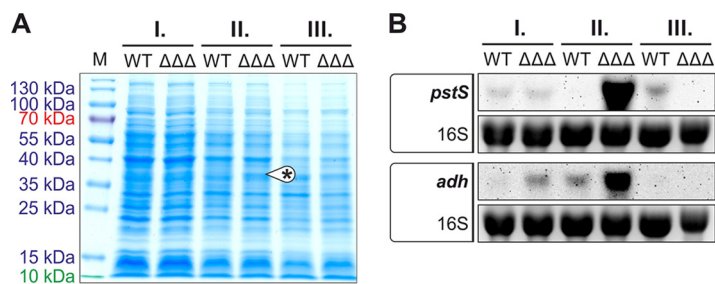 A
I. II. III.
M WT ΔΔΔ WT ΔΔΔ WT ΔΔΔ
130 kDa
100 kDa
70 kDa
55 kDa
40 kDa
35 kDa
25 kDa
15 kDa
10 kDa
*
B
I. II. III.
WT ΔΔΔ WT ΔΔΔ WT ΔΔΔ
pstS
16S
adh
16S